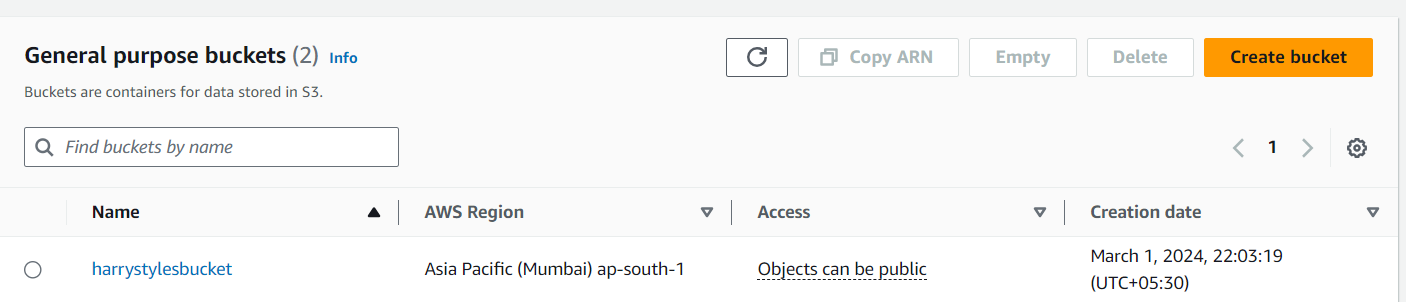 General purpose buckets (2) Info
Buckets are containers for data stored in S3.
Copy ARN
Empty
Delete
Create bucket
Find buckets by name
1
Name
AWS Region
Access
Creation date
harrystylesbucket
Asia Pacific (Mumbai) ap-south-1
Objects can be public
March 1, 2024, 22:03:19
(UTC+05:30)